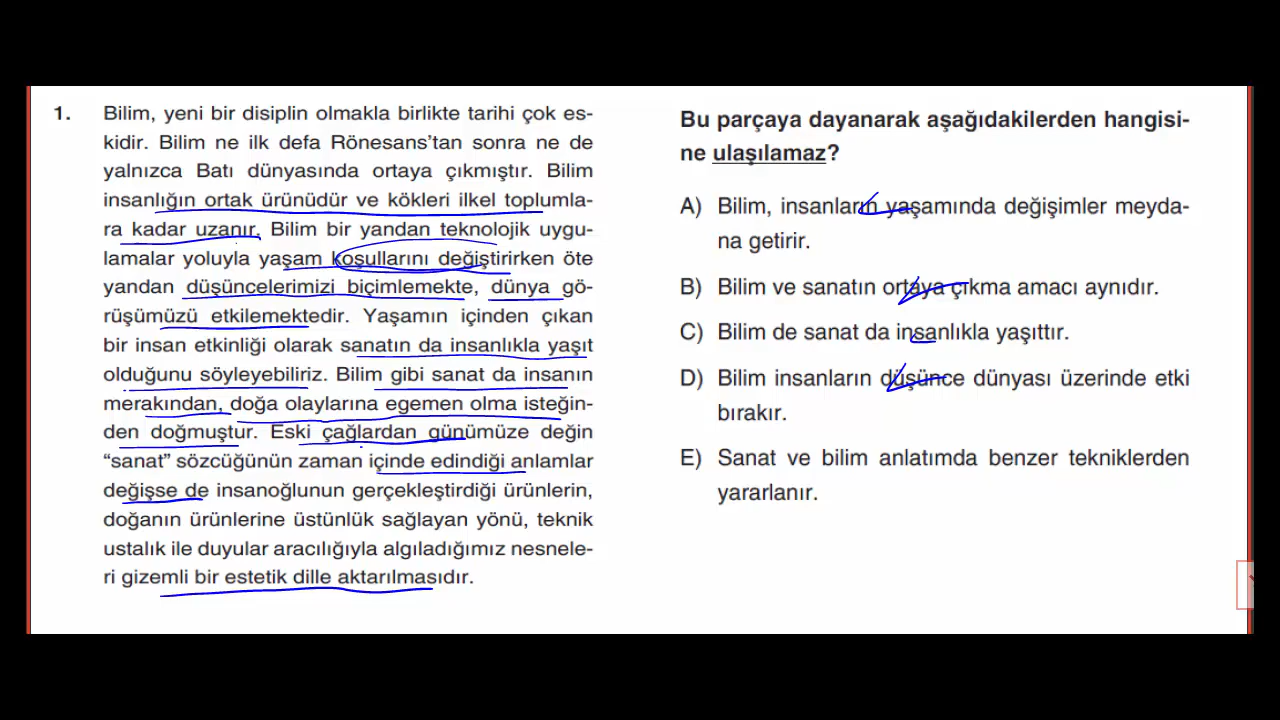 1. Bilim, yeni bir disiplin olmakla birlikte tarihi çok es-
kidir. Bilim ne ilk defa Rönesans’tan sonra ne de
yalnızca Batı dünyasında ortaya çıkmıştır. Bilim
insanlığın ortak ürünüdür ve kökleri ilkel toplumla-
ra kadar uzanır. Bilim bir yandan teknolojik uygu-
lamalar yoluyla yaşam koşullarını değiştirirken öte
yandan düşüncelerimizi biçimlemekte, dünya gö-
rüşümüzü etkilemektedir. Yaşamın içinden çıkan
bir insan etkinliği olarak sanatın da insanlıkla yaşıt
olduğunu söyleyebiliriz. Bilim gibi sanat da insanın
merakından, doğa olaylarına egemen olma isteğin-
den doğmuştur. Eski çağlardan günümüze değin
“sanat” sözcüğünün zaman içinde edindiği anlamlar
değişse de insanoğlunun gerçekleştirdiği ürünlerin,
doğanın ürünlerine üstünlük sağlayan yönü, teknik
ustalık ile duyular aracılığıyla algıladığımız nesnele-
ri gizemli bir estetik dille aktarılmasıdır.
Bu parçaya dayanarak aşağıdakilerden hangisi-
ne ulaşılamaz?
A) Bilim, insanların yaşamında değişimler meyda-
na getirir.
B) Bilim ve sanatın ortaya çıkma amacı aynıdır.
C) Bilim de sanat da insanlıkla yaşıttır.
D) Bilim insanların düşünce dünyası üzerinde etki
bırakır.
E) Sanat ve bilim anlatımda benzer tekniklerden
yararlanır.